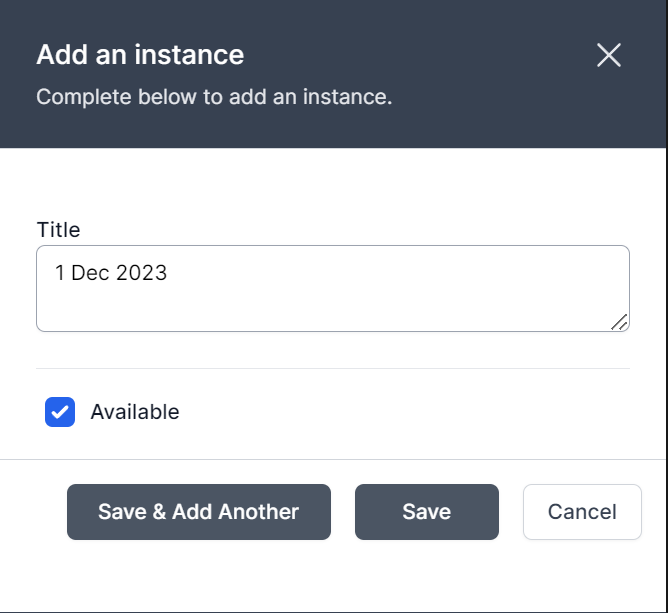 Add an instance
Complete below to add an instance.
Title
1 Dec 2023
Available
Save & Add Another
Save
Cancel